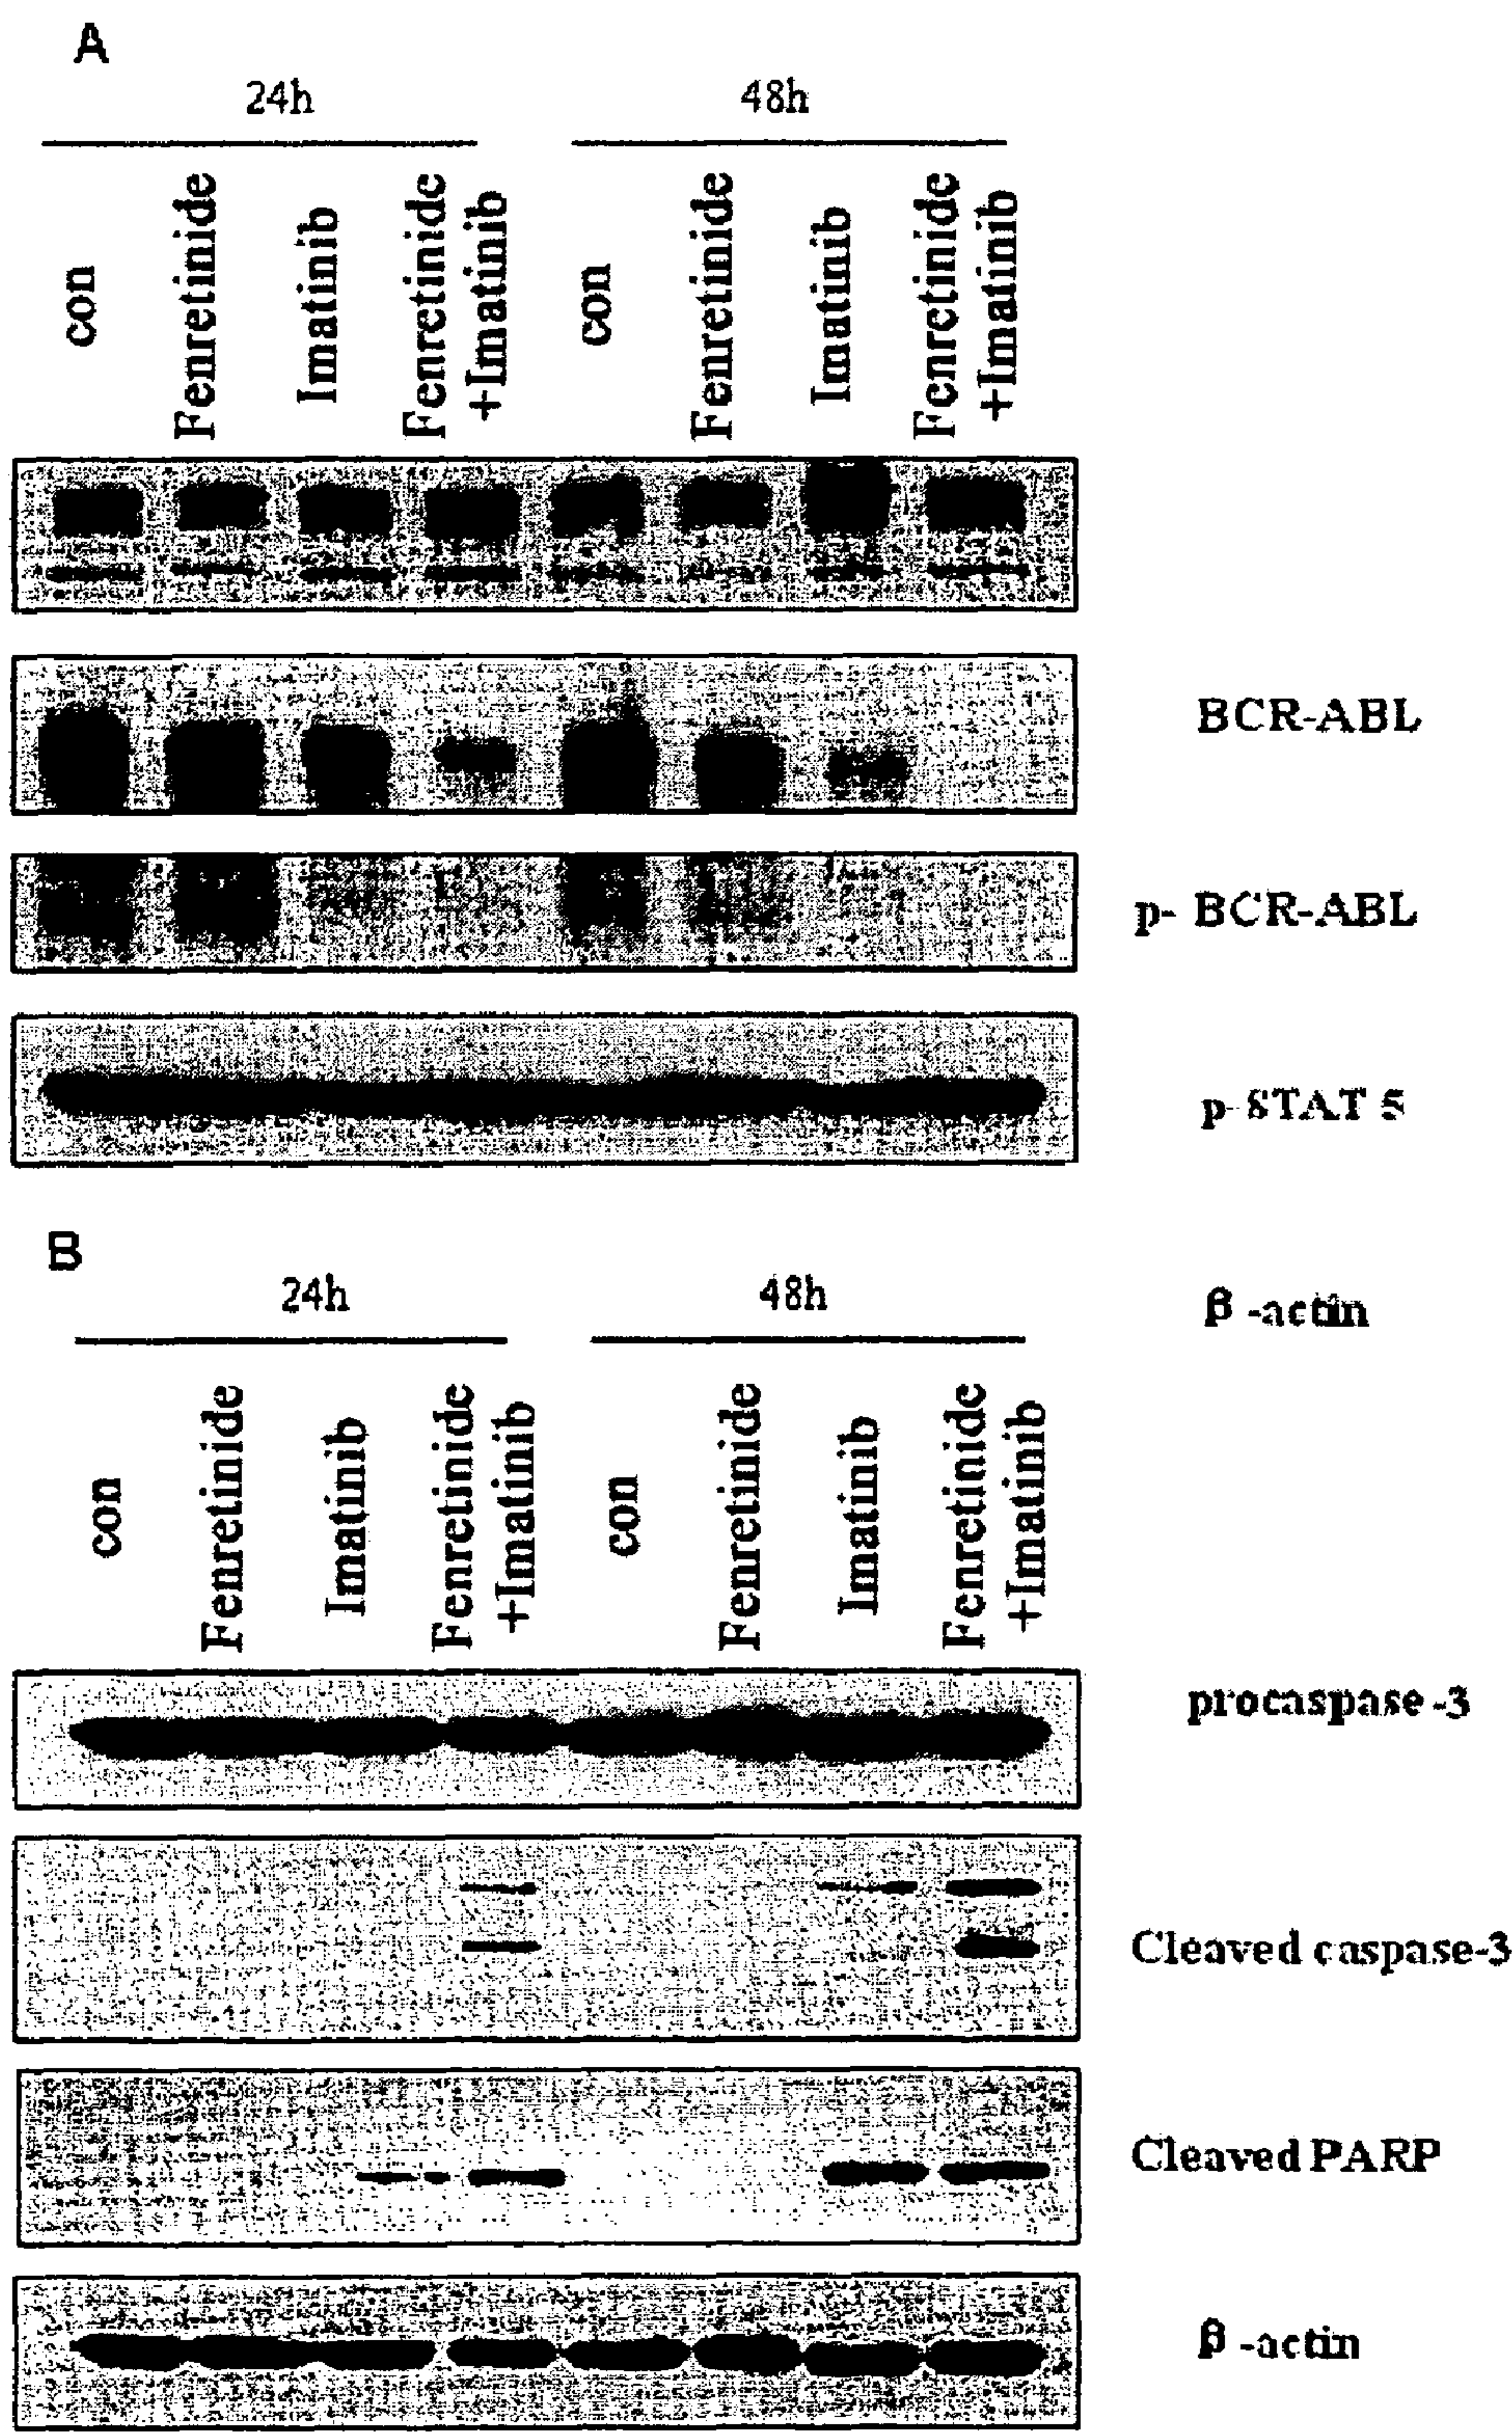 A
24h 48h
con
Fenretinide
Imatinib
Fenretinide
+Imatinib
con
Fenretinide
Imatinib
Fenretinide
+Imatinib
BCR-ABL
p- BCR-ABL
p-STAT 5
β-actin
B
24h 48h
con
Fenretinide
Imatinib
Fenretinide
+Imatinib
con
Fenretinide
Imatinib
Fenretinide
+Imatinib
procaspase-3
Cleaved caspase-3
Cleaved PARP
β-actin